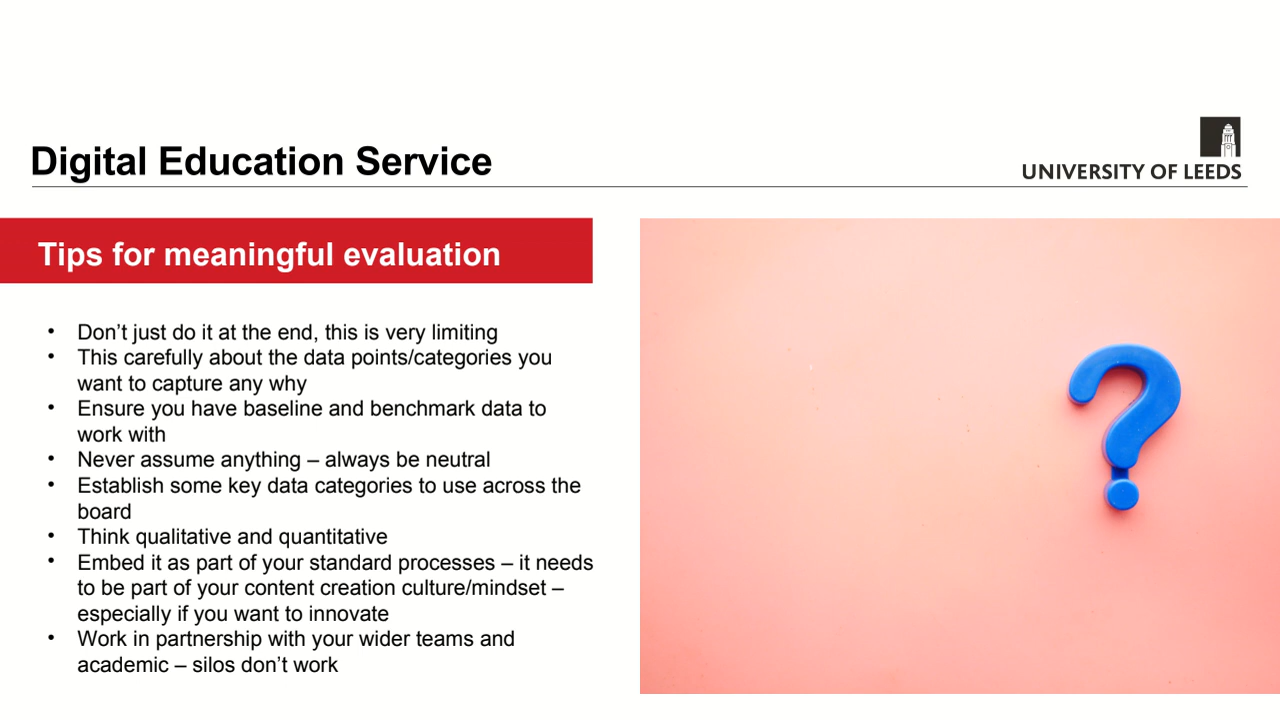 Digital Education Service
UNIVERSITY OF LEEDS
Tips for meaningful evaluation
• Don’t just do it at the end, this is very limiting
• This carefully about the data points/categories you
want to capture any why
• Ensure you have baseline and benchmark data to
work with
• Never assume anything – always be neutral
• Establish some key data categories to use across the
board
• Think qualitative and quantitative
• Embed it as part of your standard processes – it needs
to be part of your content creation culture/mindset –
especially if you want to innovate
• Work in partnership with your wider teams and
academic – silos don’t work
?